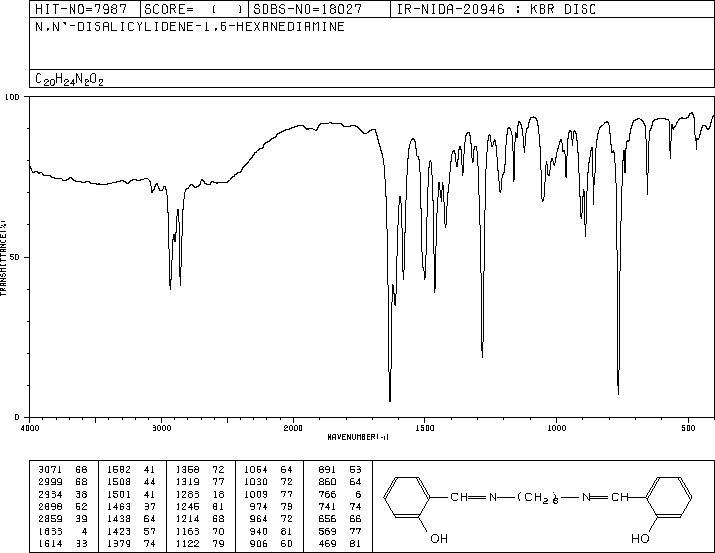 HIT-NO=7987 SCORE= ( ) SDBS-NO=18027 IR-NIDA-20946 : KBR DISC
N,N'-DISALICYLIDENE-1,6-HEXANEDIAMINE
C20H24N2O2
100
50
0
TRANSMITTANCE(%)
4000 3000 2000 1500 1000 500
WAVENUMBER(-1)
3071 68 1582 41 1368 72 1054 64 891 53
2999 68 1508 44 1319 77 1030 72 860 64
2934 38 1501 41 1283 18 1009 77 766 6
2898 52 1463 37 1246 81 974 79 741 74
2859 39 1438 64 1214 68 964 72 656 66
1633 4 1423 57 1163 70 940 81 569 77
1614 33 1379 74 1122 79 906 60 469 81
CH=N-(CH2)6-N=CH
OH HO